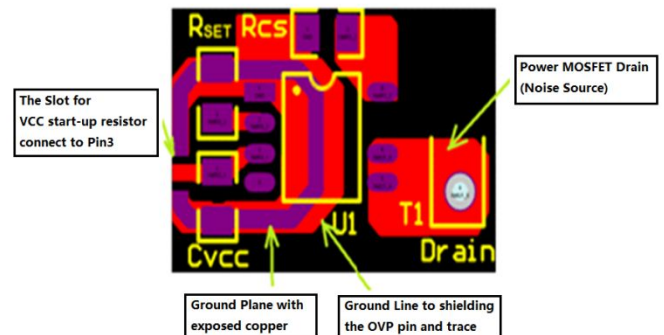 RSET Rcs
Power MOSFET Drain
(Noise Source)
The Slot for
VCC start-up resistor
connect to Pin3
U1
T1
Drain
Cvcc
Ground Plane with
exposed copper
Ground Line to shielding
the OVP pin and trace